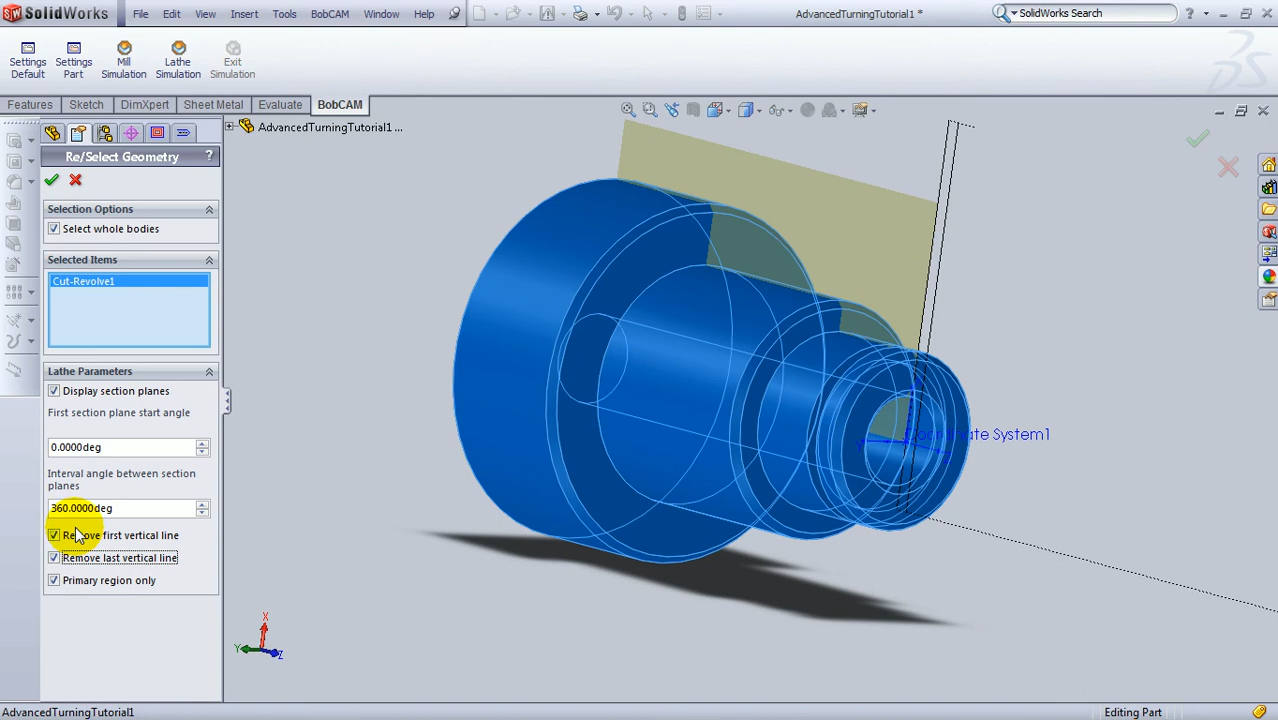 SolidWorks File Edit View Insert Tools BobCAM Window Help AdvancedTurningTutorial1 * SolidWorks Search
Settings Default
Settings Part
Mill Simulation
Lathe Simulation
Exit Simulation
Features Sketch DimXpert Sheet Metal Evaluate BobCAM
AdvancedTurningTutorial1 ...
Re/Select Geometry ?
Selection Options
Select whole bodies
Selected Items
Cut-Revolve1
Lathe Parameters
Display section planes
First section plane start angle
0.0000deg
Interval angle between section
planes
360.0000deg
Remove first vertical line
Remove last vertical line
Primary region only
Coordinate System1
X
Y
Z
AdvancedTurningTutorial1 Editing Part